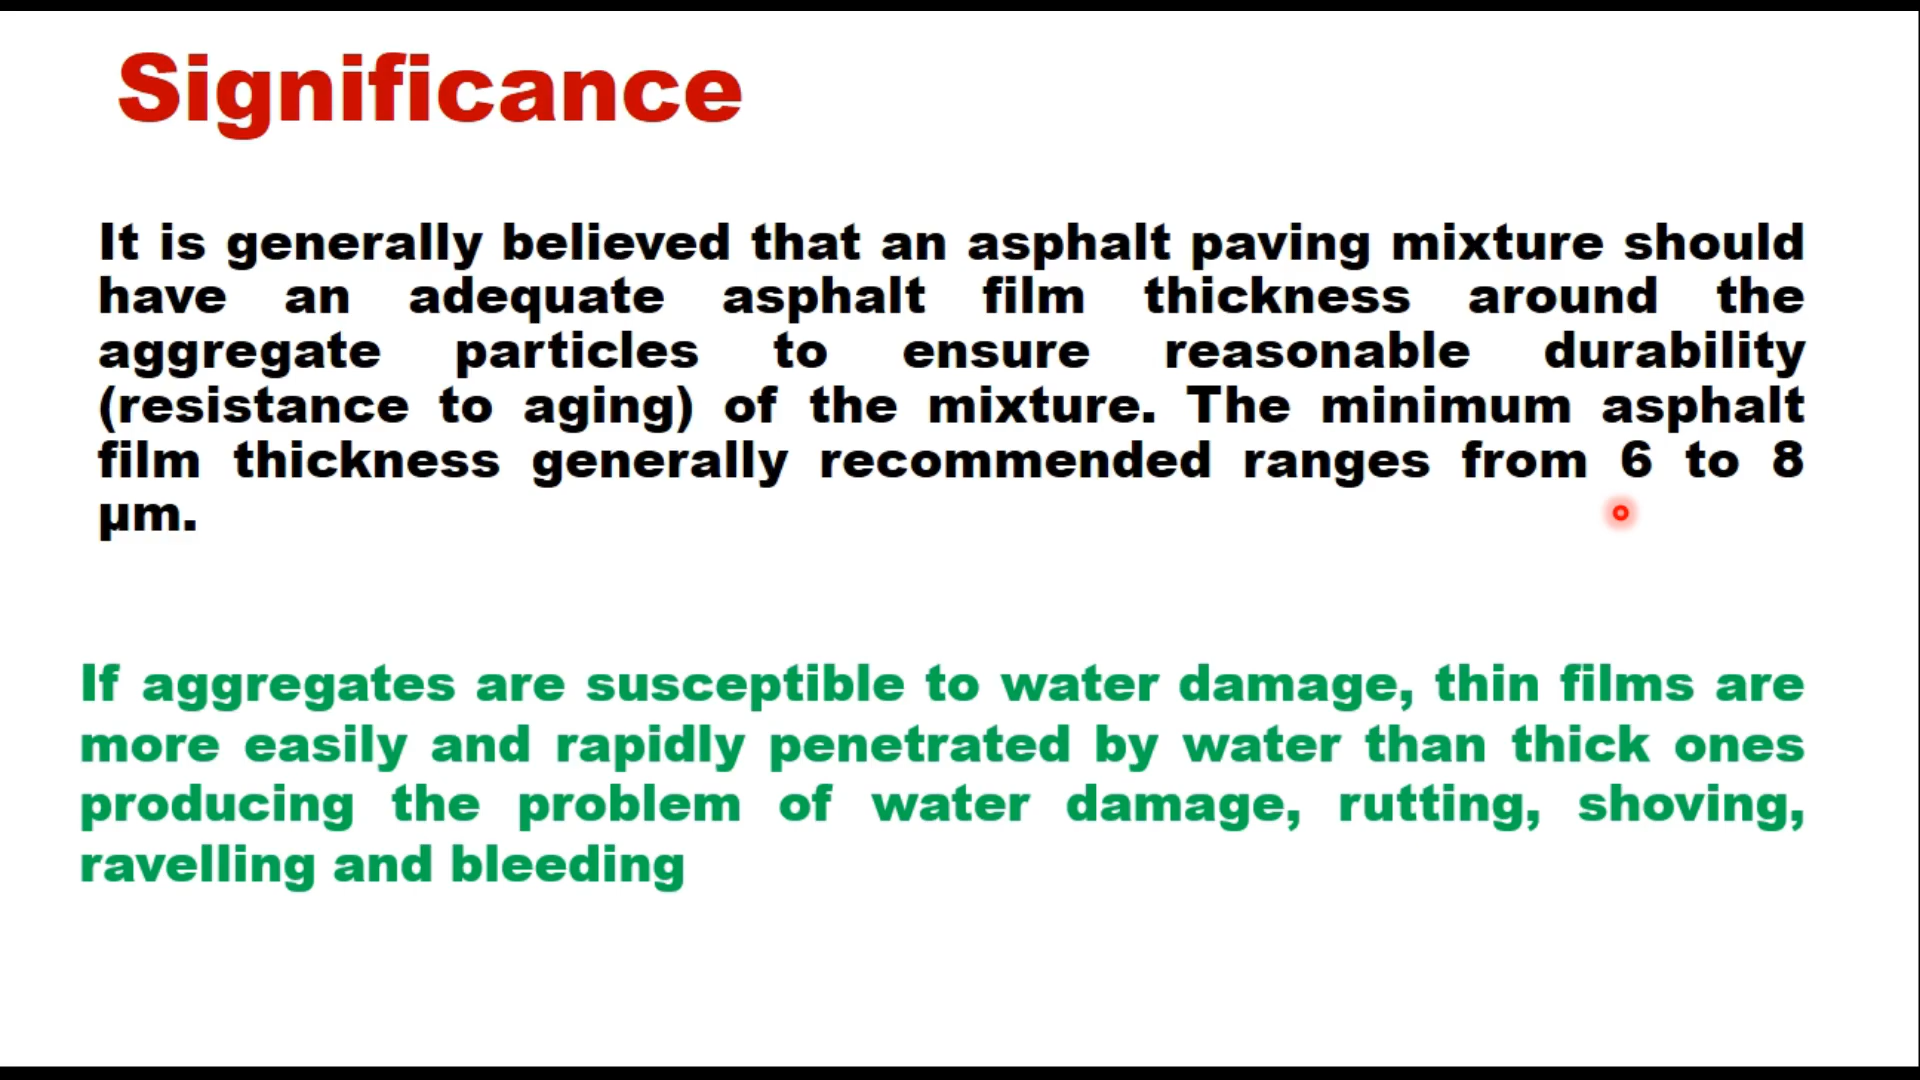 Significance
It is generally believed that an asphalt paving mixture should
have an adequate asphalt film thickness around the
aggregate particles to ensure reasonable durability
(resistance to aging) of the mixture. The minimum asphalt
film thickness generally recommended ranges from 6 to 8
µm.
If aggregates are susceptible to water damage, thin films are
more easily and rapidly penetrated by water than thick ones
producing the problem of water damage, rutting, shoving,
ravelling and bleeding